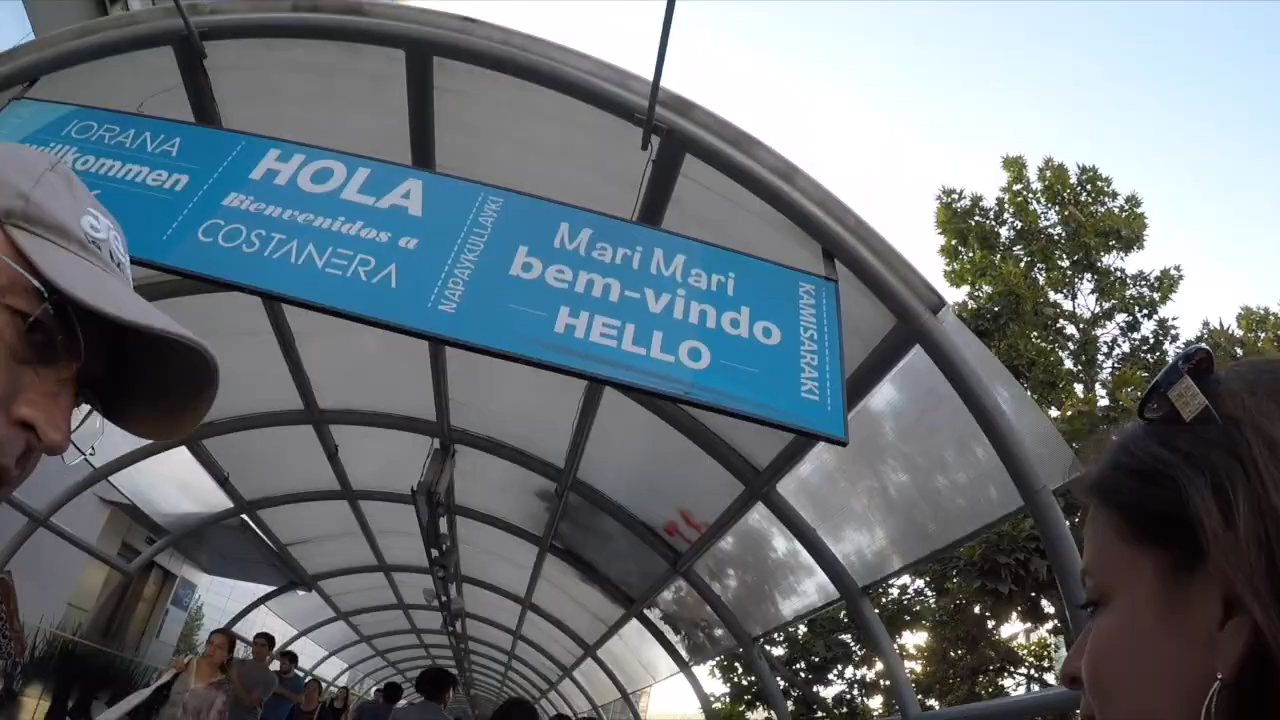 IORANA
willkommen
HOLA
Bienvenidos a
COSTANERA
NAPAYKULLAYKI
Mari Mari
bem-vindo
HELLO
KAMISARAKI